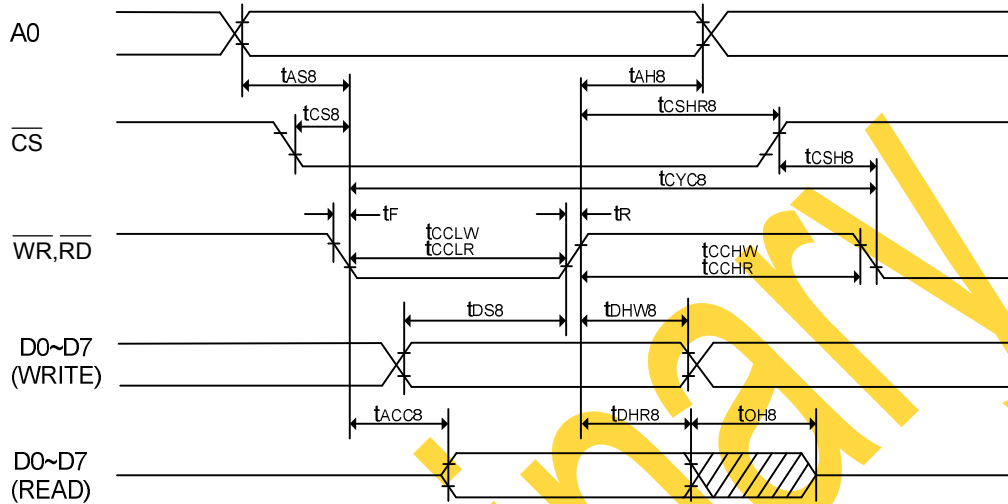 A0
tAS8
tAH8
tCS8
tCSHR8
CS
tCSH8
tCYC8
tF
tR
WR,RD
tCCLW
tCCLR
tCCHW
tCCHR
tDS8
tDHW8
D0~D7
(WRITE)
tACC8
tDHR8
tOH8
D0~D7
(READ)
inary